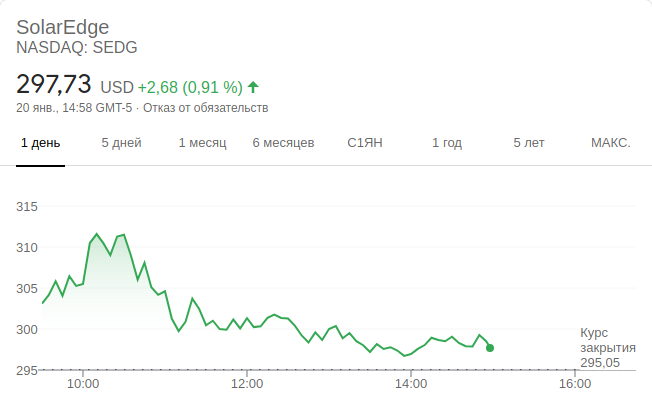 SolarEdge
NASDAQ: SEDG
297,73 USD +2,68 (0,91 %)
20 янв., 14:58 GMT-5 · Отказ от обязательств
1 день 5 дней 1 месяц 6 месяцев С1ЯН 1 год 5 лет МАКС.
315
310
305
300
295
Курс
закрытия
295,05
10:00 12:00 14:00 16:00